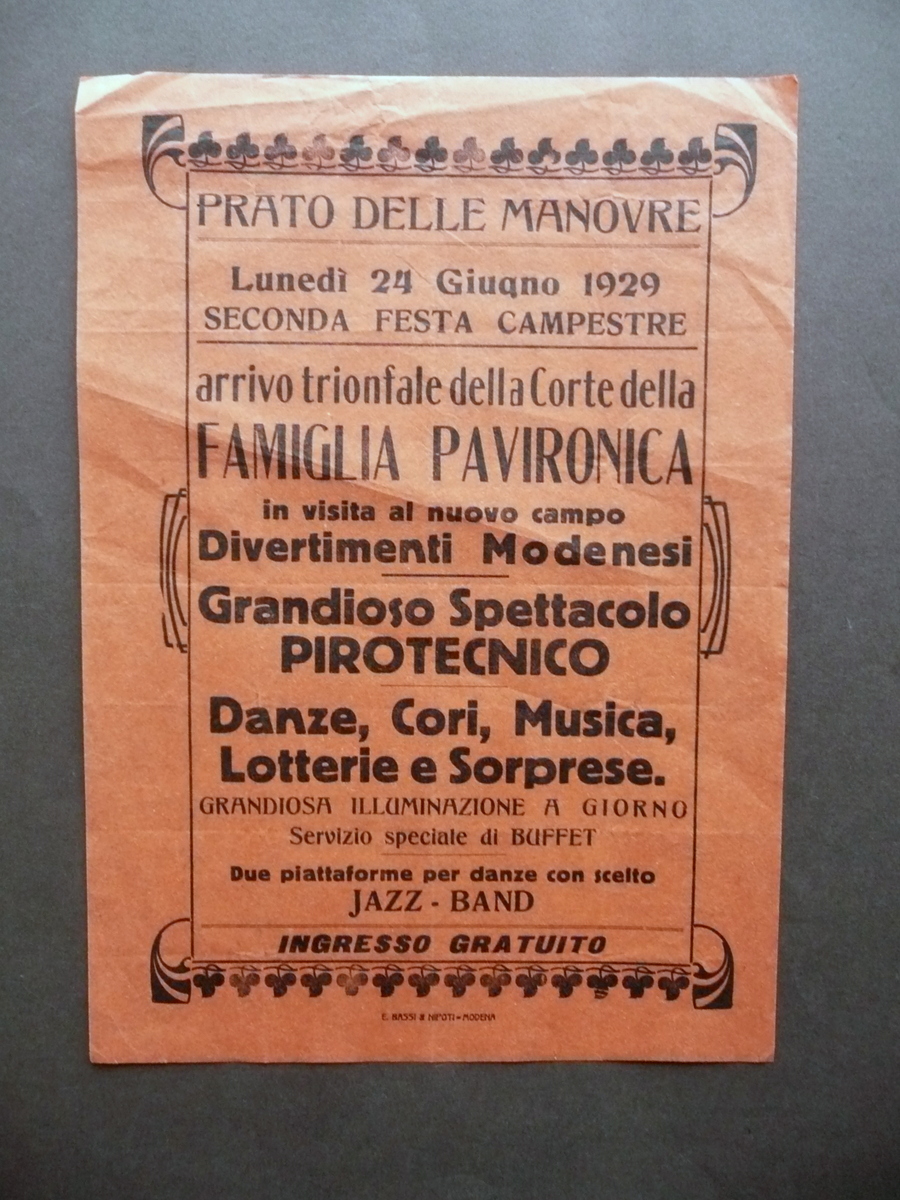 PRATO DELLE MANOVRE
Lunedì 24 Giugno 1929
SECONDA FESTA CAMPESTRE
arrivo trionfale della Corte della
FAMIGLIA PAVIRONICA
in visita al nuovo campo
Divertimenti Modenesi
Grandioso Spettacolo
PIROTECNICO
Danze, Cori, Musica,
Lotterie e Sorprese.
GRANDIOSA ILLUMINAZIONE A GIORNO
Servizio speciale di BUFFET
Due piattaforme per danze con scelto
JAZZ - BAND
INGRESSO GRATUITO
E. BASSI & NIPOTI - MODENA